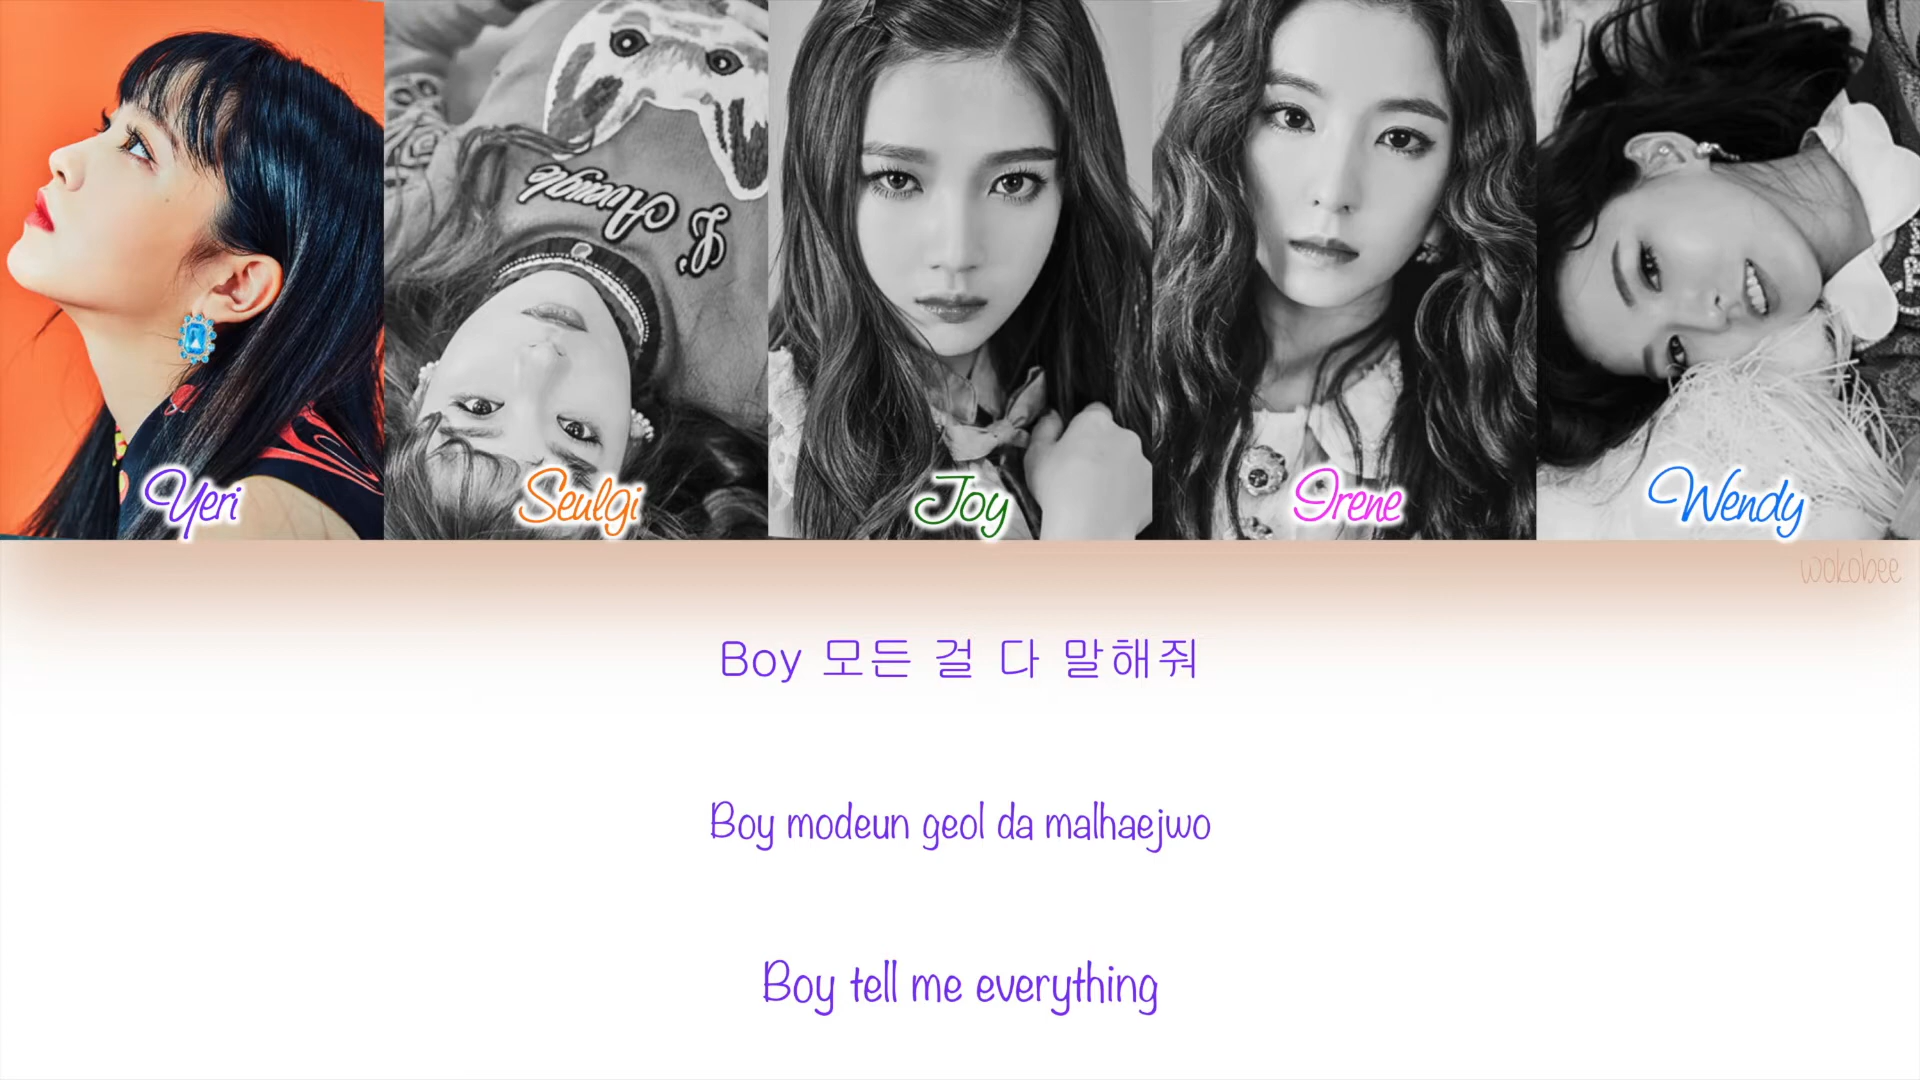 L'Aveugle
Yeri
Seulgi
Joy
Irene
Wendy
wokobee
Boy 모든 걸 다 말해줘
Boy modeun geol da malhaejwo
Boy tell me everything